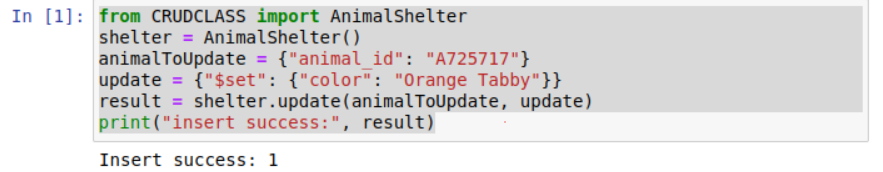 In [1]: from CRUDCLASS import AnimalShelter
shelter = AnimalShelter()
animalToUpdate = {"animal_id": "A725717"}
update = {"$set": {"color": "Orange Tabby"}}
result = shelter.update(animalToUpdate, update)
print("insert success:", result)
Insert success: 1